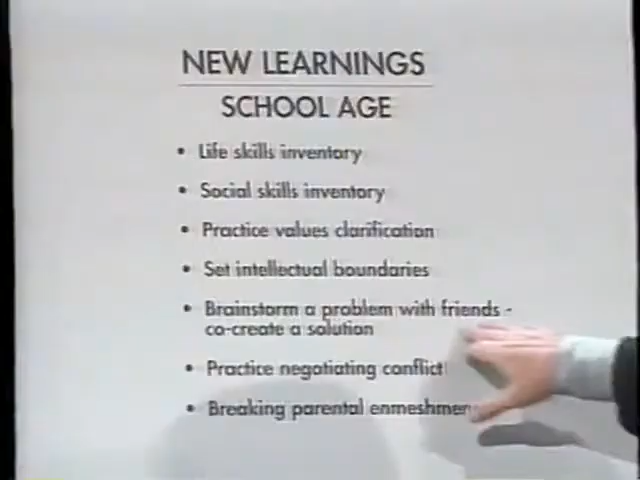 NEW LEARNINGS
SCHOOL AGE
• Life skills inventory
• Social skills inventory
• Practice values clarification
• Set intellectual boundaries
• Brainstorm a problem with friends -
co-create a solution
• Practice negotiating conflict
• Breaking parental enmeshmen